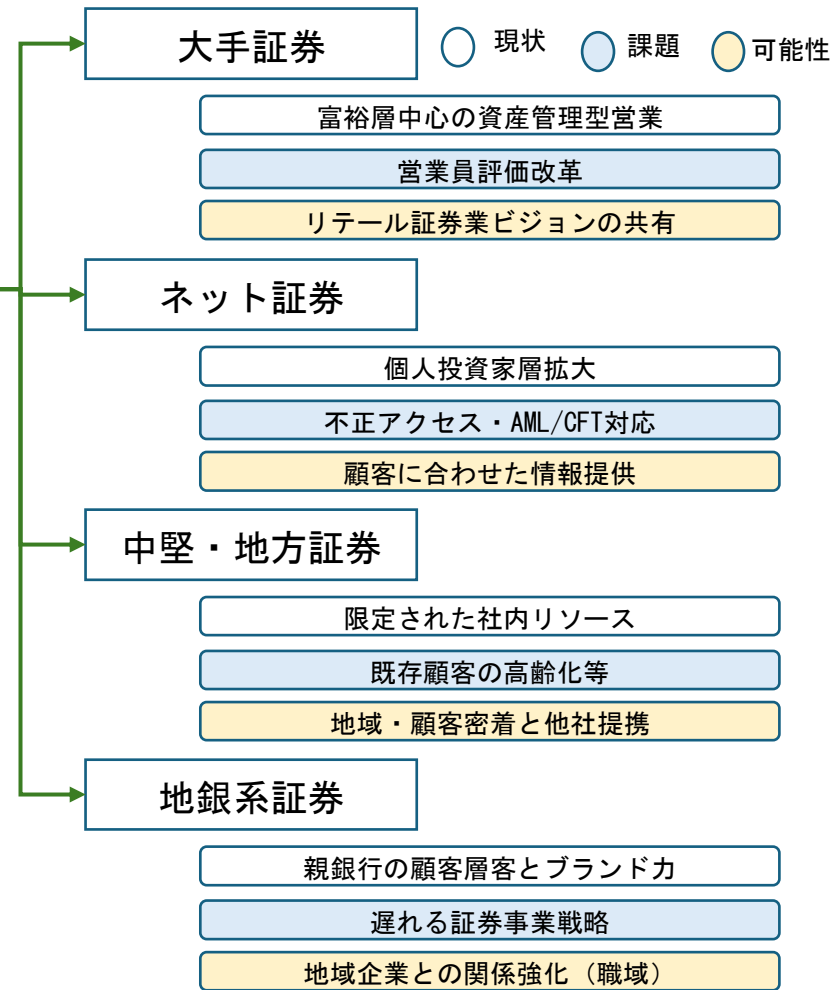 大手証券
現状
課題
可能性
富裕層中心の資産管理型営業
営業員評価改革
リテール証券業ビジョンの共有
ネット証券
個人投資家層拡大
不正アクセス・AML/CFT対応
顧客に合わせた情報提供
中堅・地方証券
限定された社内リソース
既存顧客の高齢化等
地域・顧客密着と他社提携
地銀系証券
親銀行の顧客層客とブランド力
遅れる証券事業戦略
地域企業との関係強化（職域）